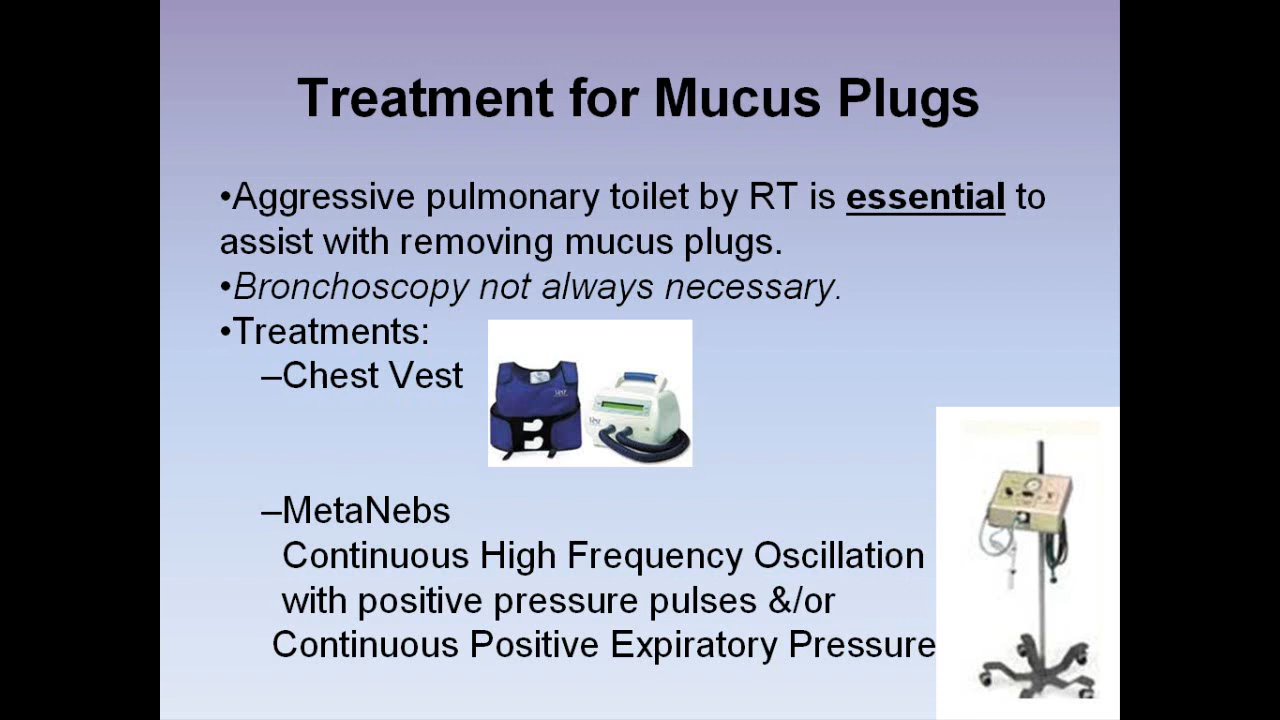 Treatment for Mucus Plugs
•Aggressive pulmonary toilet by RT is essential to
assist with removing mucus plugs.
•Bronchoscopy not always necessary.
•Treatments:
–Chest Vest
–MetaNebs
Continuous High Frequency Oscillation
with positive pressure pulses &/or
Continuous Positive Expiratory Pressure